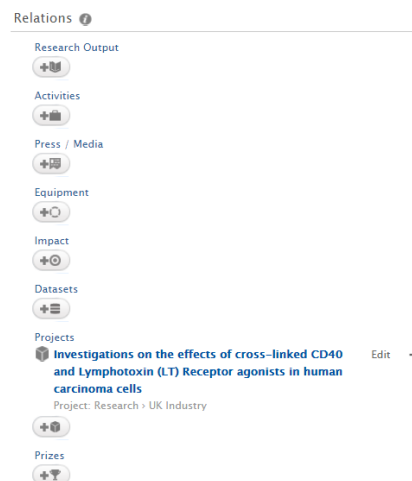 Relations
Research Output
Activities
Press / Media
Equipment
Impact
Datasets
Projects
Investigations on the effects of cross-linked CD40 Edit
and Lymphotoxin (LT) Receptor agonists in human
carcinoma cells
Project: Research › UK Industry
Prizes